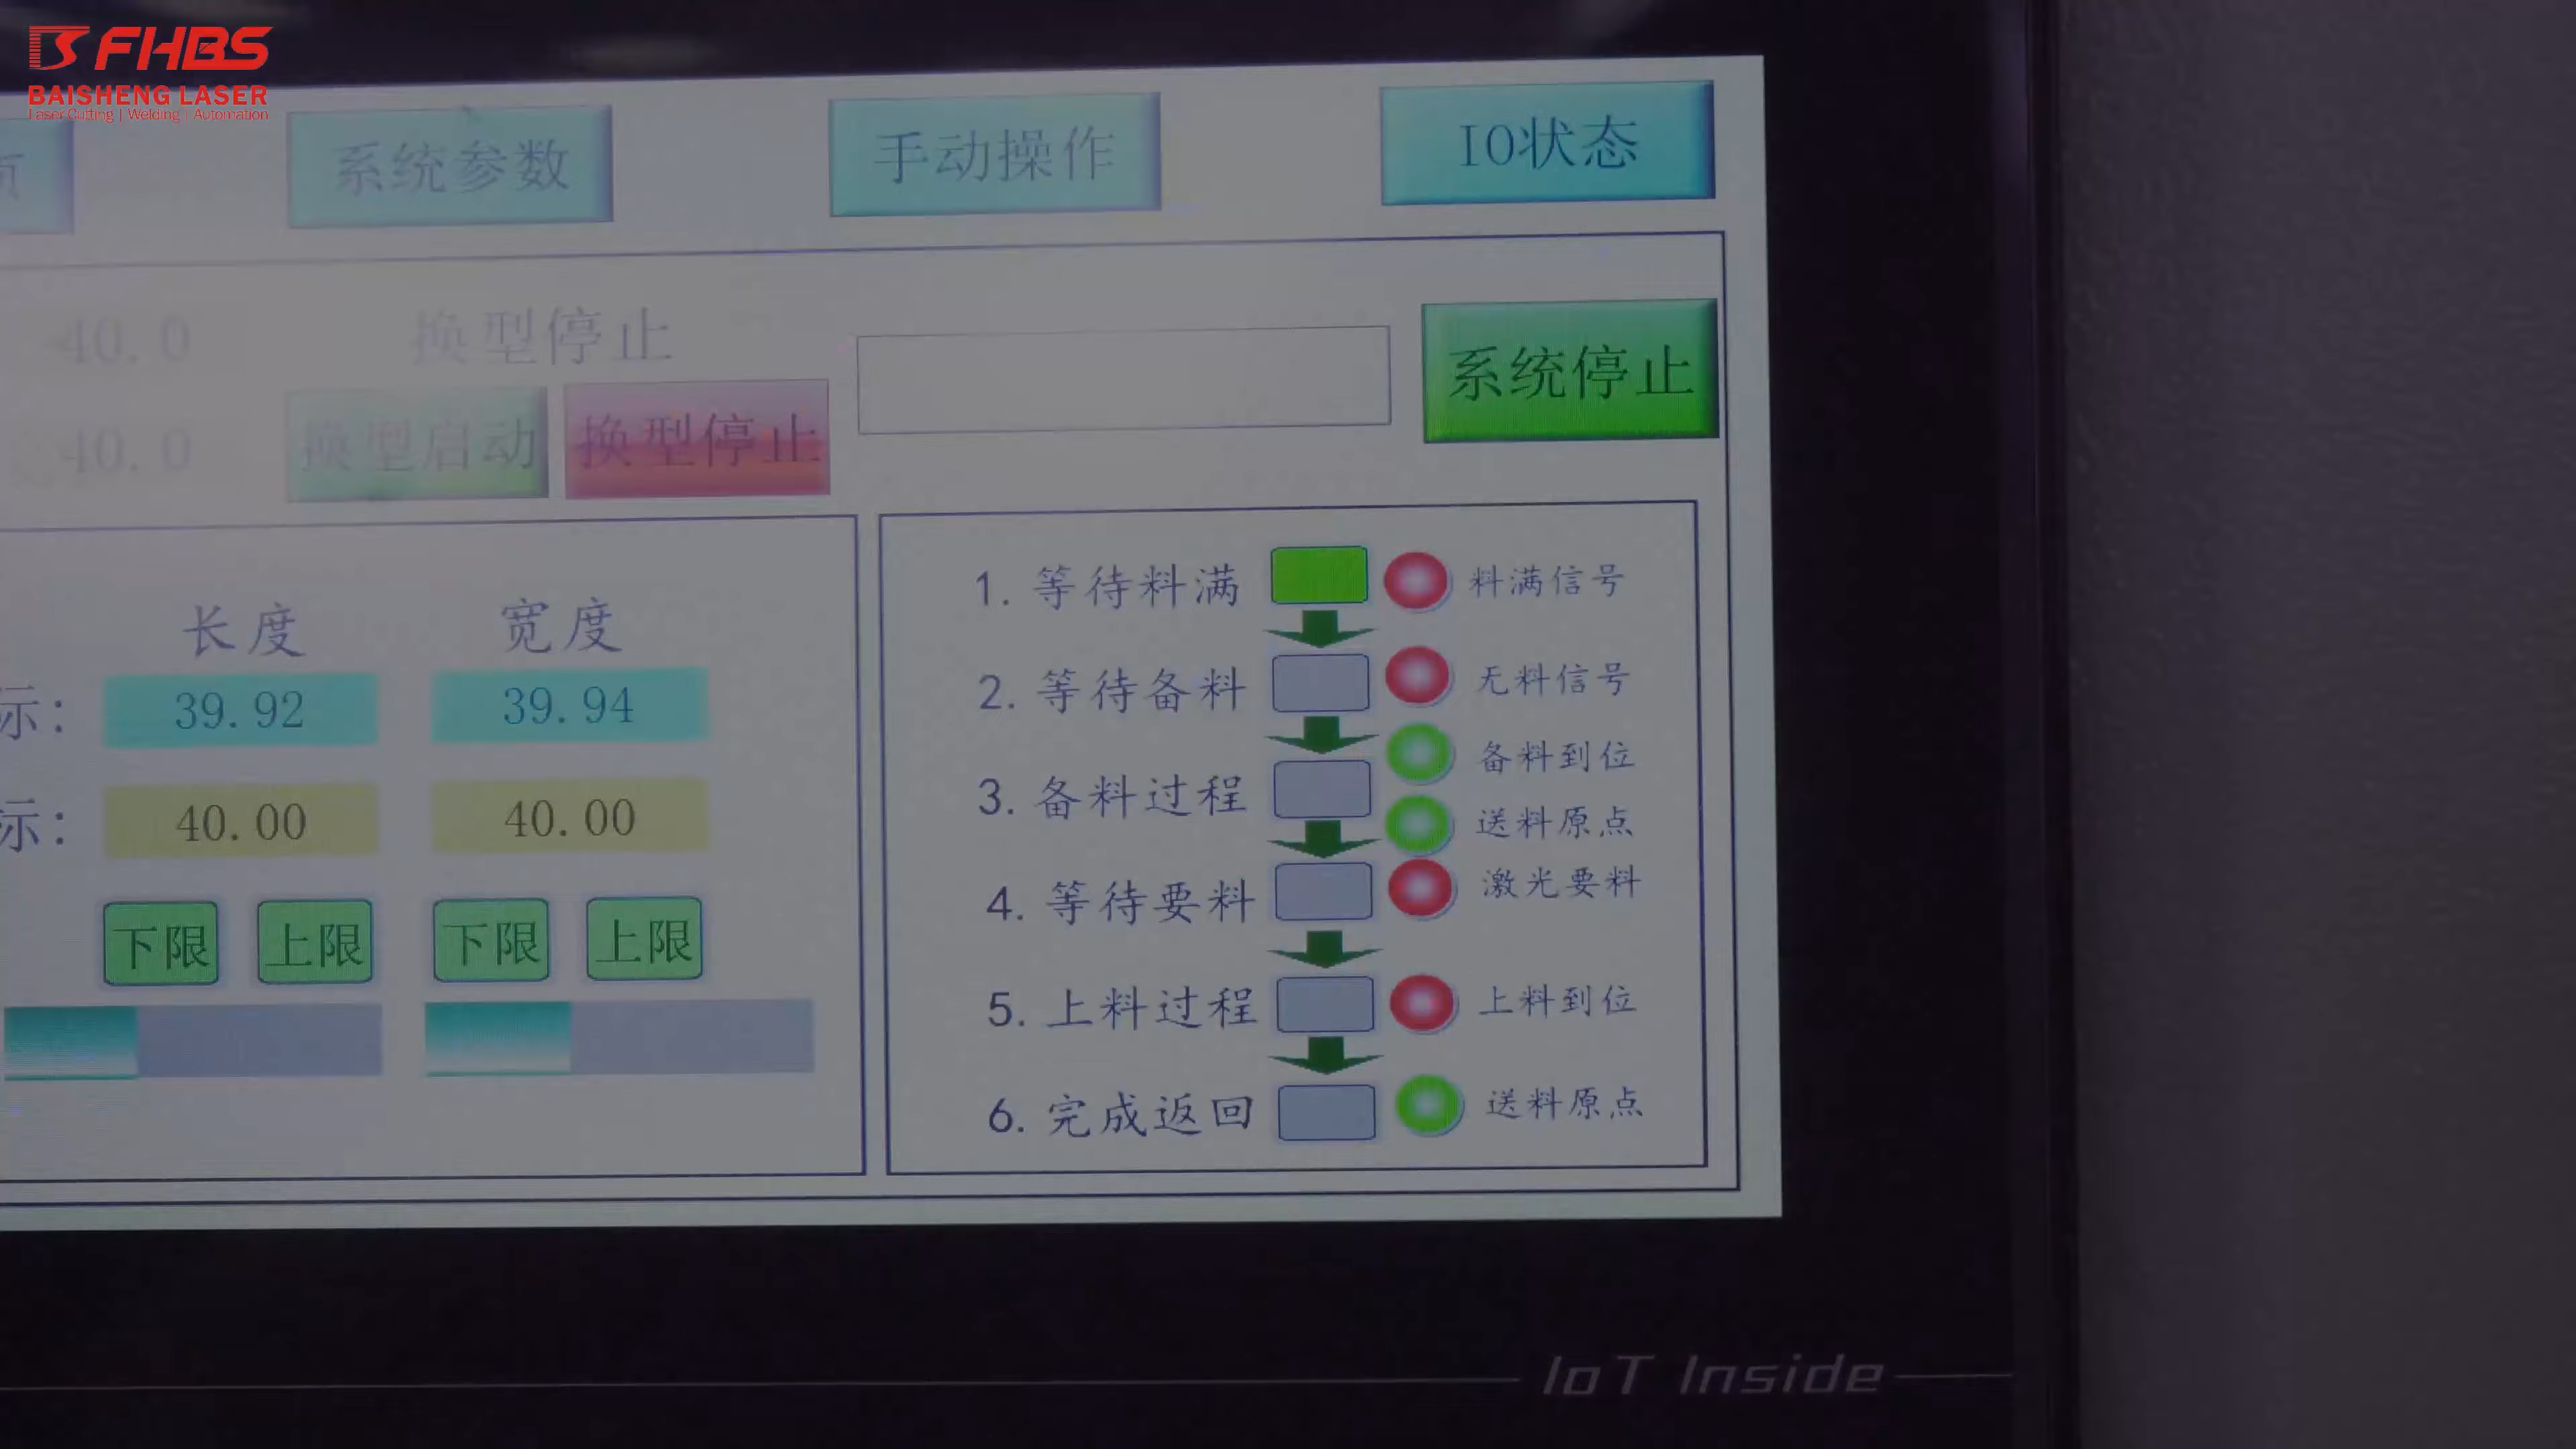 FHBS
BAISHENG LASER
Laser Cutting | Welding | Automation
页 系统参数 手动操作 IO状态
40.0 换型停止
系统停止
40.0 换型启动 换型停止
长度 宽度
示: 39.92 39.94
示: 40.00 40.00
下限 上限 下限 上限
1. 等待料满 料满信号
2. 等待备料 无料信号
备料到位
3. 备料过程
送料原点
4. 等待要料 激光要料
5. 上料过程 上料到位
6. 完成返回 送料原点
IoT Inside